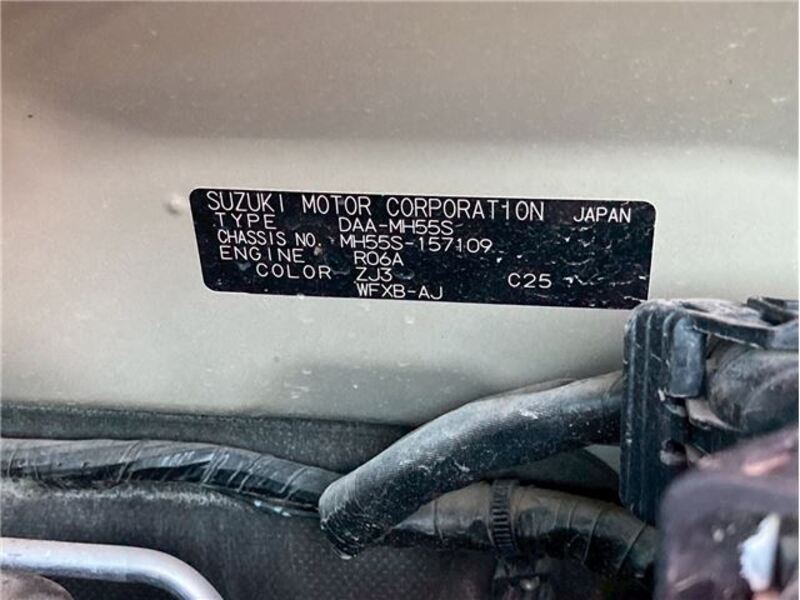 SUZUKI MOTOR CORPORATION JAPAN
TYPE DAA-MH55S
CHASSIS NO. MH55S-157109
ENGINE R06A
COLOR ZJ3 C25
WFXB-AJ